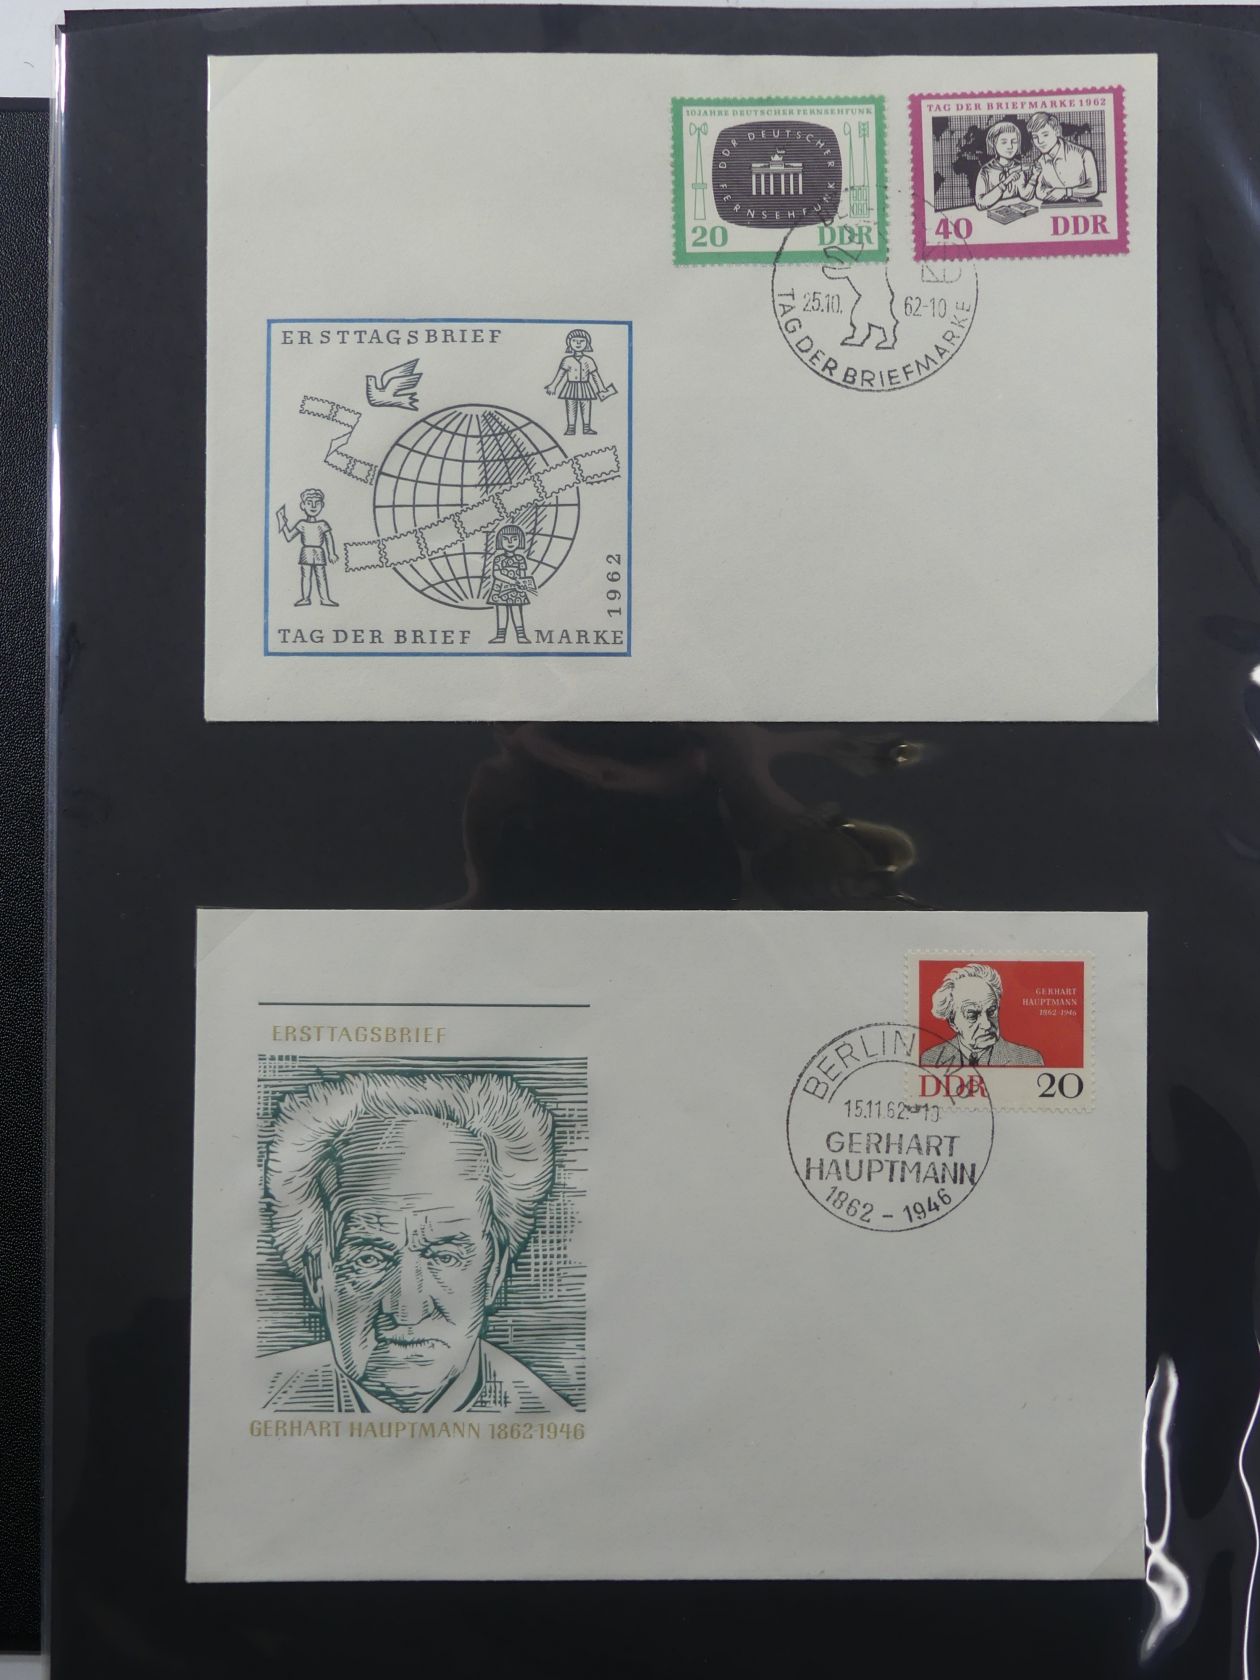 10 JAHRE DEUTSCHER FERNSEHFUNK
DDR DEUTSCHER FERNSEHFUNK
20 DDR
TAG DER BRIEFMARKE 1962
40 DDR
25.10. 62-10
TAG DER BRIEFMARKE
ERSTTAGSBRIEF
1962
TAG DER BRIEF MARKE
GERHART
HAUPTMANN
1862-1946
DDR 20
BERLIN
15.11.62.-10
GERHART
HAUPTMANN
1862 - 1946
ERSTTAGSBRIEF
GERHART HAUPTMANN 1862-1946